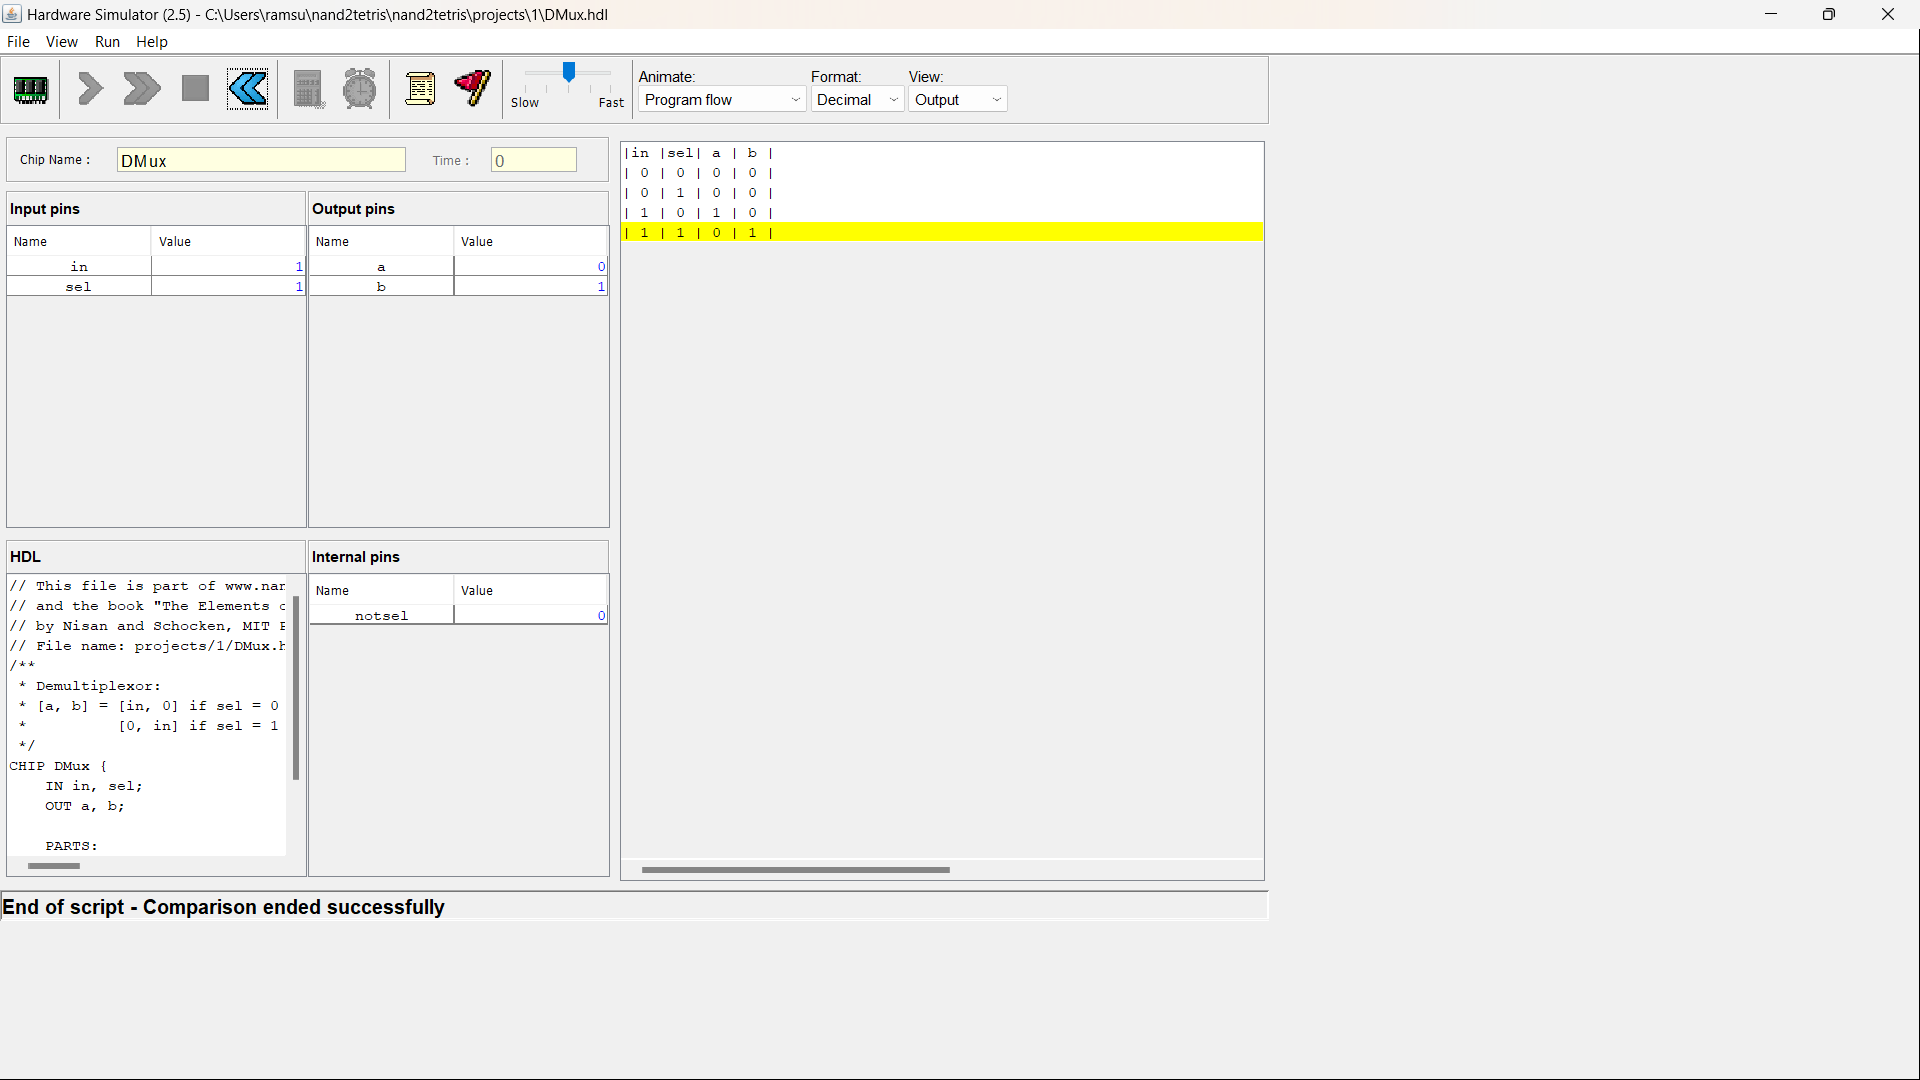 Hardware Simulator (2.5) - C:\Users\ramsu\nand2tetris\nand2tetris\projects\1\DMux.hdl
File View Run Help
Slow Fast
Animate: Format: View:
Program flow Decimal Output
Chip Name : DMux Time : 0
Input pins
Name Value
in 1
sel 1
Output pins
Name Value
a 0
b 1
HDL
// This file is part of www.nan
// and the book "The Elements
// by Nisan and Schocken, MIT
// File name: projects/1/DMux.h
/**
* Demultiplexor:
* [a, b] = [in, 0] if sel = 0
* [0, in] if sel = 1
*/
CHIP DMux {
IN in, sel;
OUT a, b;
PARTS:
Internal pins
Name Value
notsel 0
|in |sel| a | b |
| 0 | 0 | 0 | 0 |
| 0 | 1 | 0 | 0 |
| 1 | 0 | 1 | 0 |
| 1 | 1 | 0 | 1 |
End of script - Comparison ended successfully